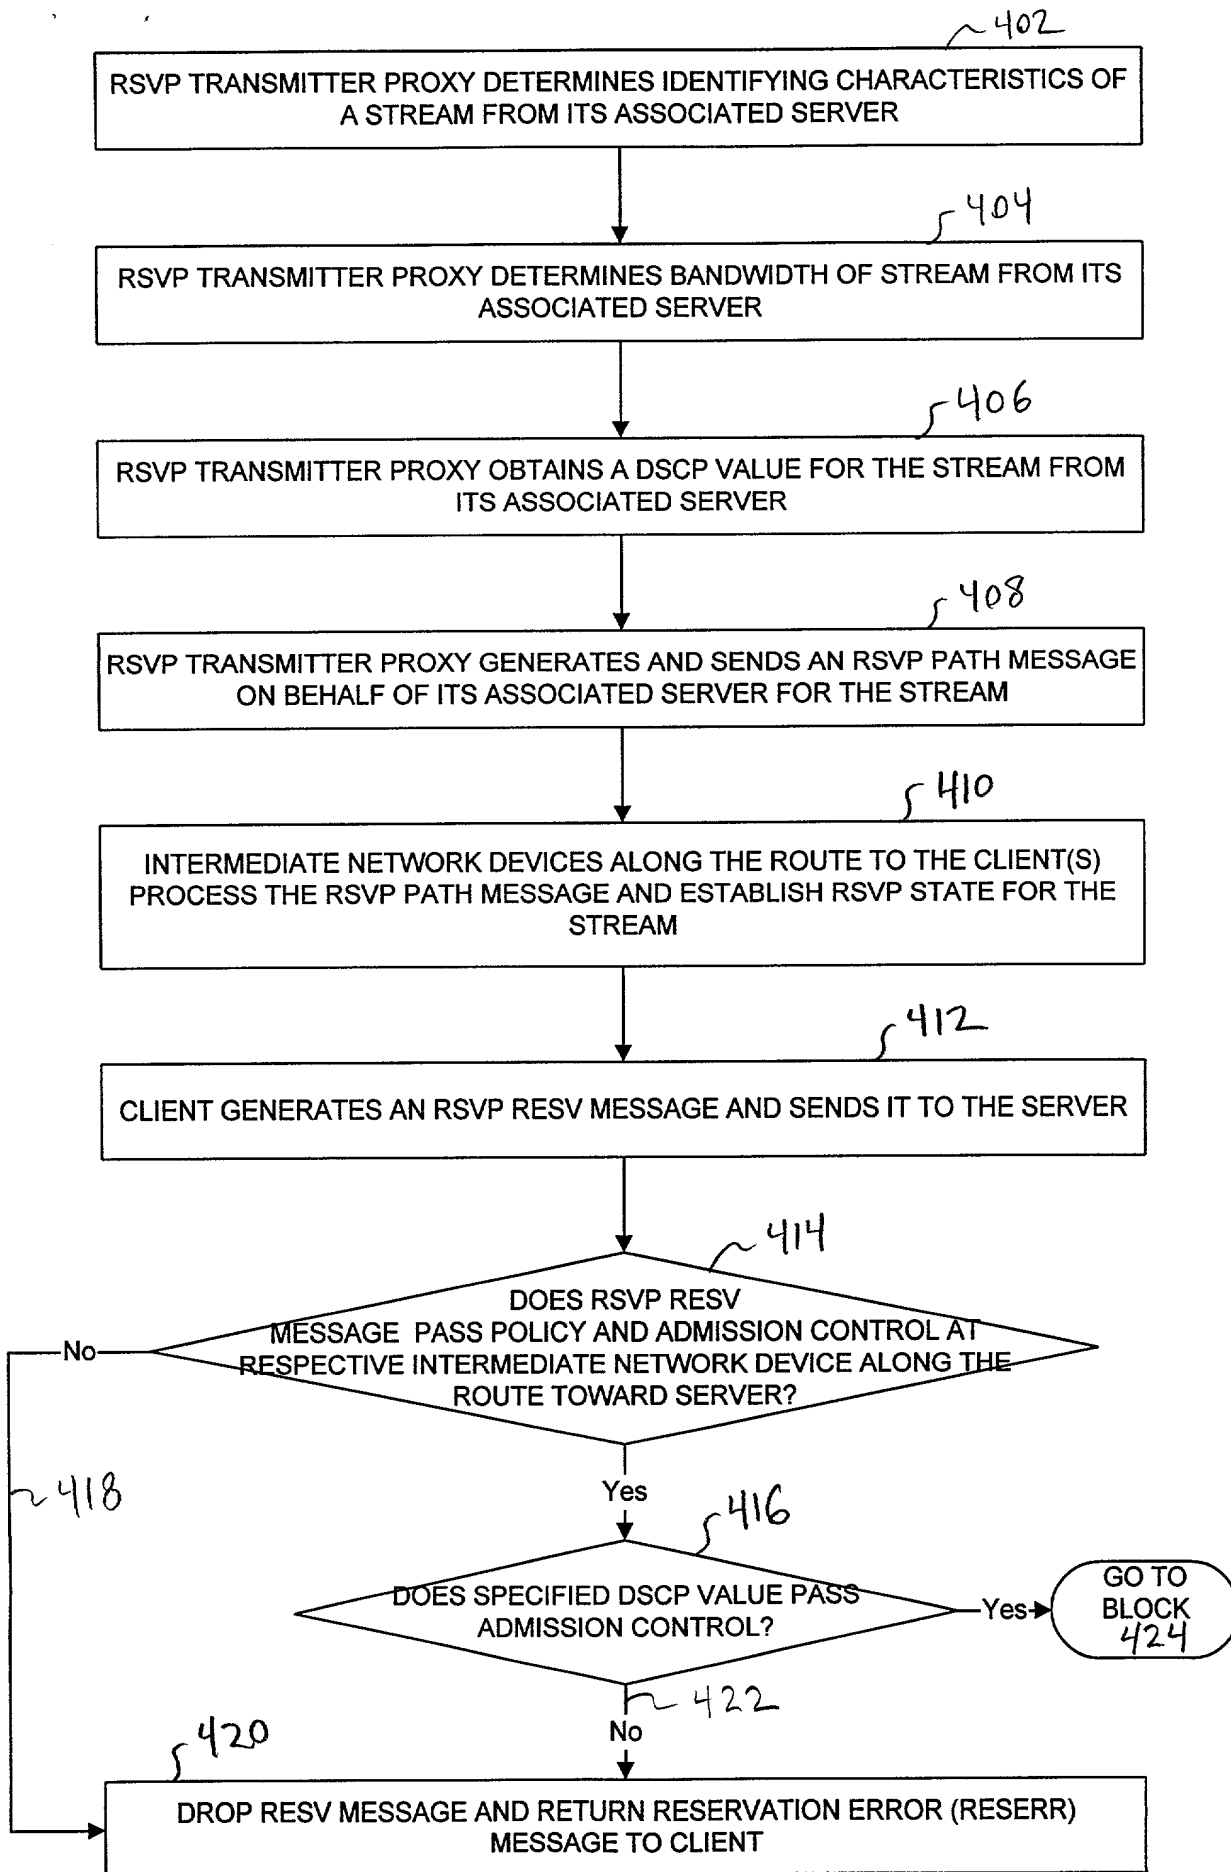 402
RSVP TRANSMITTER PROXY DETERMINES IDENTIFYING CHARACTERISTICS OF
A STREAM FROM ITS ASSOCIATED SERVER
404
RSVP TRANSMITTER PROXY DETERMINES BANDWIDTH OF STREAM FROM ITS
ASSOCIATED SERVER
406
RSVP TRANSMITTER PROXY OBTAINS A DSCP VALUE FOR THE STREAM FROM
ITS ASSOCIATED SERVER
408
RSVP TRANSMITTER PROXY GENERATES AND SENDS AN RSVP PATH MESSAGE
ON BEHALF OF ITS ASSOCIATED SERVER FOR THE STREAM
410
INTERMEDIATE NETWORK DEVICES ALONG THE ROUTE TO THE CLIENT(S)
PROCESS THE RSVP PATH MESSAGE AND ESTABLISH RSVP STATE FOR THE
STREAM
412
CLIENT GENERATES AN RSVP RESV MESSAGE AND SENDS IT TO THE SERVER
414
DOES RSVP RESV
MESSAGE PASS POLICY AND ADMISSION CONTROL AT
RESPECTIVE INTERMEDIATE NETWORK DEVICE ALONG THE
ROUTE TOWARD SERVER?
No
418
Yes
416
DOES SPECIFIED DSCP VALUE PASS
ADMISSION CONTROL?
Yes
GO TO
BLOCK
424
422
No
420
DROP RESV MESSAGE AND RETURN RESERVATION ERROR (RESERR)
MESSAGE TO CLIENT